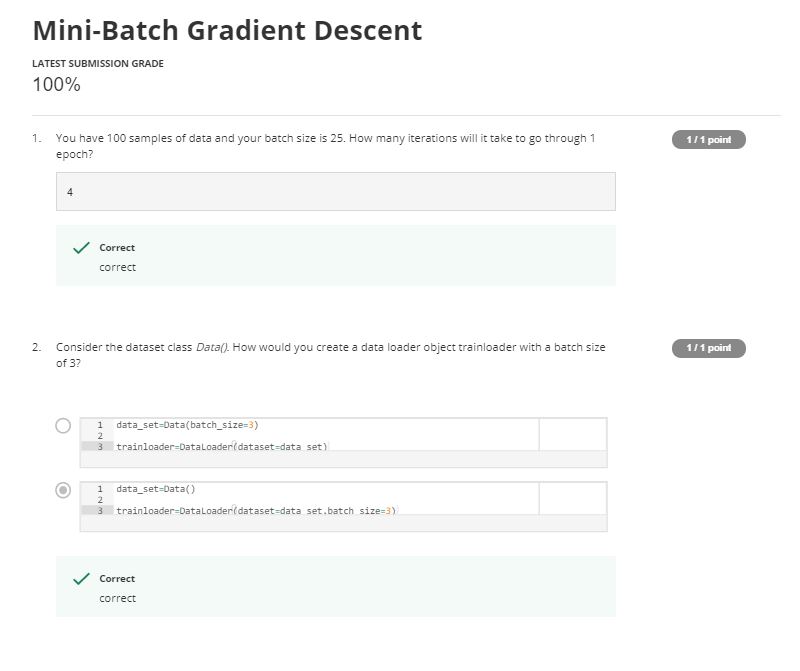 Mini-Batch Gradient Descent
LATEST SUBMISSION GRADE
100%
1. You have 100 samples of data and your batch size is 25. How many iterations will it take to go through 1
epoch?
1 / 1 point
4
Correct
correct
2. Consider the dataset class Data(). How would you create a data loader object trainloader with a batch size
of 3?
1 / 1 point
1 data_set=Data(batch_size=3)
2
3 trainloader=DataLoader(dataset=data_set)
1 data_set=Data()
2
3 trainloader=DataLoader(dataset=data_set,batch_size=3)
Correct
correct